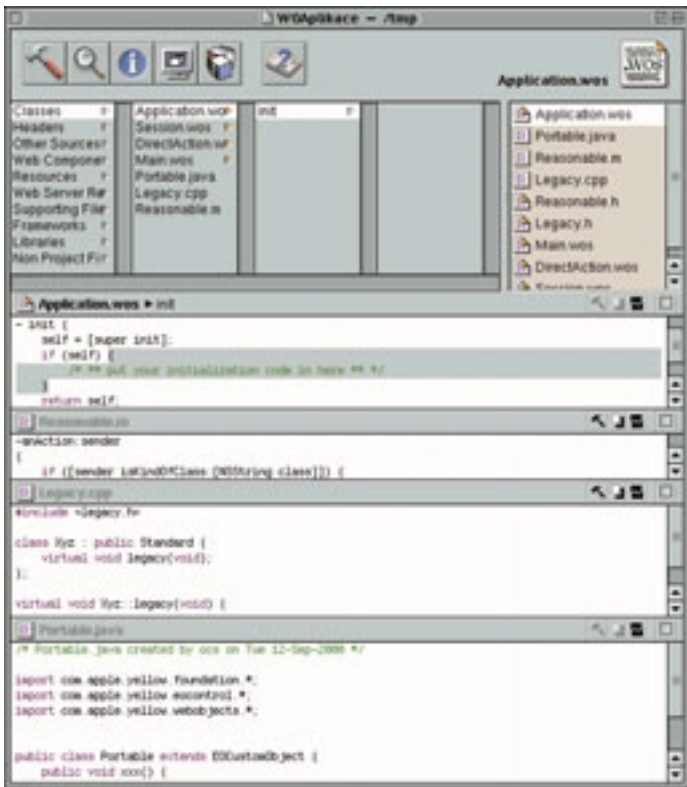 WOAplikace — /tmp
Application.wos
Classes
Headers
Other Sources
Web Componer
Resources
Web Server Re
Supporting File
Frameworks
Libraries
Non Project Fi
Application.wo
Session.wos
DirectAction.w
Main.wos
Portable.java
Legacy.cpp
Reasonable.m
init
Application.wos
Portable.java
Reasonable.m
Legacy.cpp
Reasonable.h
Legacy.h
Main.wos
DirectAction.wos
Session.wos
Application.wos ▸ init
- init {
self = [super init];
if (self) {
/* ** put your initialization code in here ** */
}
return self;
Reasonable.m
-anAction:sender
{
if ([sender isKindOfClass [NSString class]]) {
Legacy.cpp
#include <legacy.h>
class Xyz : public Standard {
virtual void legacy(void);
};
virtual void Xyz::legacy(void) {
Portable.java
/* Portable.java created by ocs on Tue 12-Sep-2000 */
import com.apple.yellow.foundation.*;
import com.apple.yellow.eocontrol.*;
import com.apple.yellow.webobjects.*;
public class Portable extends EOCustomObject {
public void xxx() {